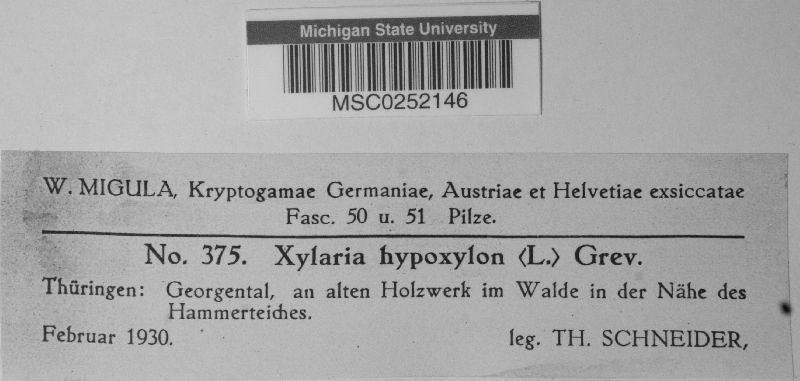 Michigan State University
MSC0252146
W. MIGULA, Kryptogamae Germaniae, Austriae et Helvetiae exsiccatae
Fasc. 50 u. 51 Pilze.
No. 375. Xylaria hypoxylon (L.) Grev.
Thüringen: Georgental, an alten Holzwerk im Walde in der Nähe des
Hammerteiches.
Februar 1930. leg. TH. SCHNEIDER,